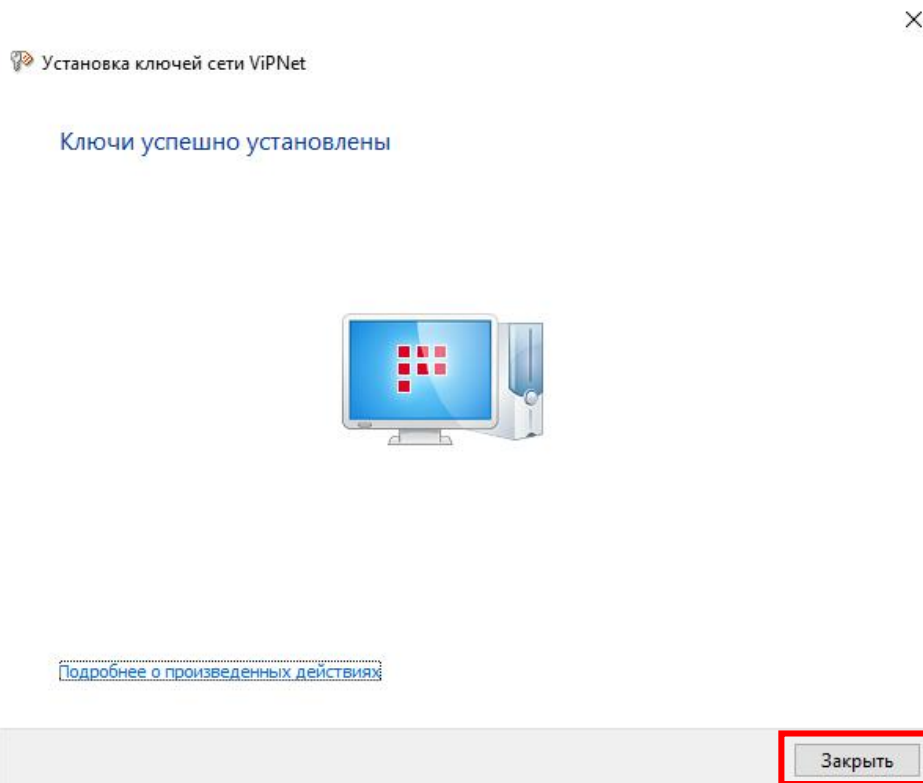 Установка ключей сети ViPNet
Ключи успешно установлены
Подробнее о произведенных действиях
Закрыть